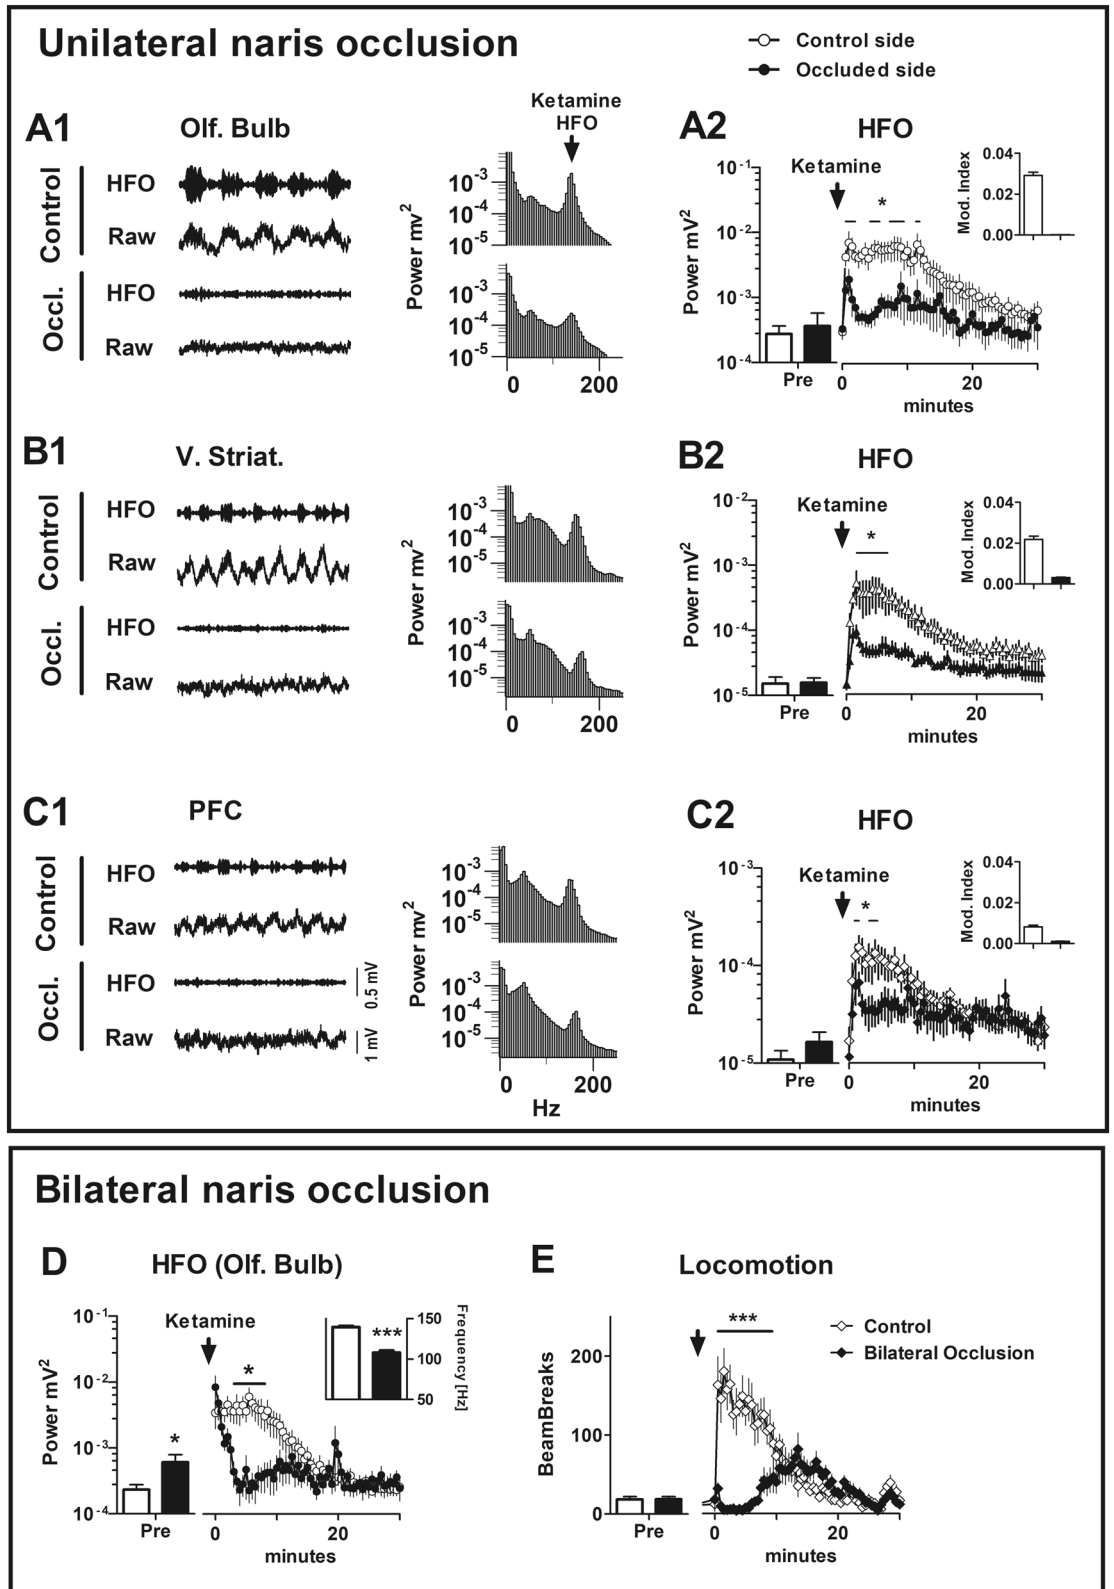 Unilateral naris occlusion
Control side
Occluded side
A1
Olf. Bulb
Control
HFO
Raw
Occl.
HFO
Raw
Ketamine
HFO
Power mv²
10⁻³
10⁻⁴
10⁻⁵
10⁻³
10⁻⁴
10⁻⁵
0 200
A2
HFO
Ketamine
*
Power mV²
10⁻¹
10⁻²
10⁻³
10⁻⁴
Pre
0 20
minutes
Mod. Index
0.04
0.02
0.00
B1
V. Striat.
Control
HFO
Raw
Occl.
HFO
Raw
Power mv²
10⁻³
10⁻⁴
10⁻⁵
10⁻³
10⁻⁴
10⁻⁵
0 200
B2
HFO
Ketamine
*
Power mV²
10⁻²
10⁻³
10⁻⁴
10⁻⁵
Pre
0 20
minutes
Mod. Index
0.04
0.02
0.00
C1
PFC
Control
HFO
Raw
Occl.
HFO
Raw
0.5 mV
1 mV
Power mv²
10⁻³
10⁻⁴
10⁻⁵
10⁻³
10⁻⁴
10⁻⁵
0 200
Hz
C2
HFO
Ketamine
*
Power mV²
10⁻³
10⁻⁴
10⁻⁵
Pre
0 20
minutes
Mod. Index
0.04
0.02
0.00
Bilateral naris occlusion
D
HFO (Olf. Bulb)
Ketamine
*
*
Power mV²
10⁻¹
10⁻²
10⁻³
10⁻⁴
Pre
0 20
minutes
***
150
100
50
Frequency [Hz]
E
Locomotion
***
Control
Bilateral Occlusion
BeamBreaks
200
100
0
Pre
0 20
minutes